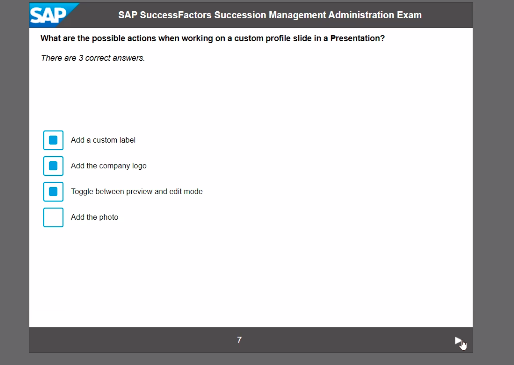 SAP
SAP SuccessFactors Succession Management Administration Exam
What are the possible actions when working on a custom profile slide in a Presentation?
There are 3 correct answers.
Add a custom label
Add the company logo
Toggle between preview and edit mode
Add the photo
7